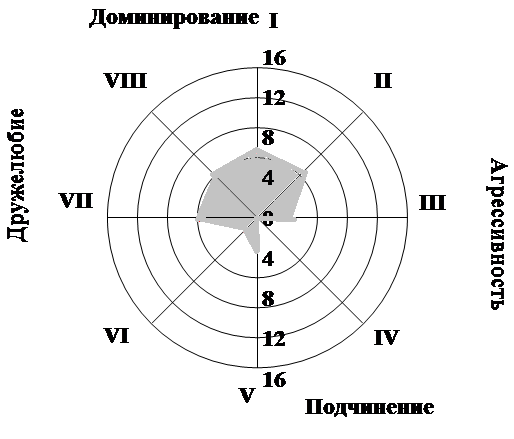 Доминирование I
16
VIII
II
12
8
Дружелюбие
4
VII
0
III
Агрессивность
4
8
VI
IV
12
16
V
Подчинение